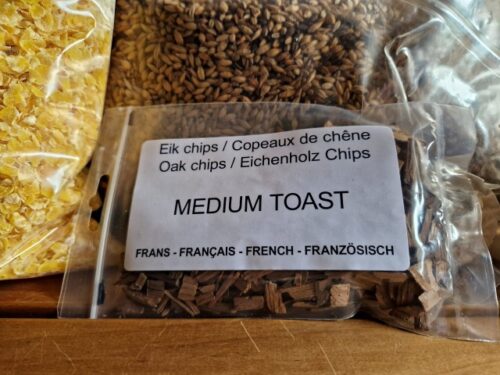 Eik chips / Copeaux de chêne
Oak chips / Eichenholz Chips
MEDIUM TOAST
FRANS - FRANÇAIS - FRENCH - FRANZÖSISCH